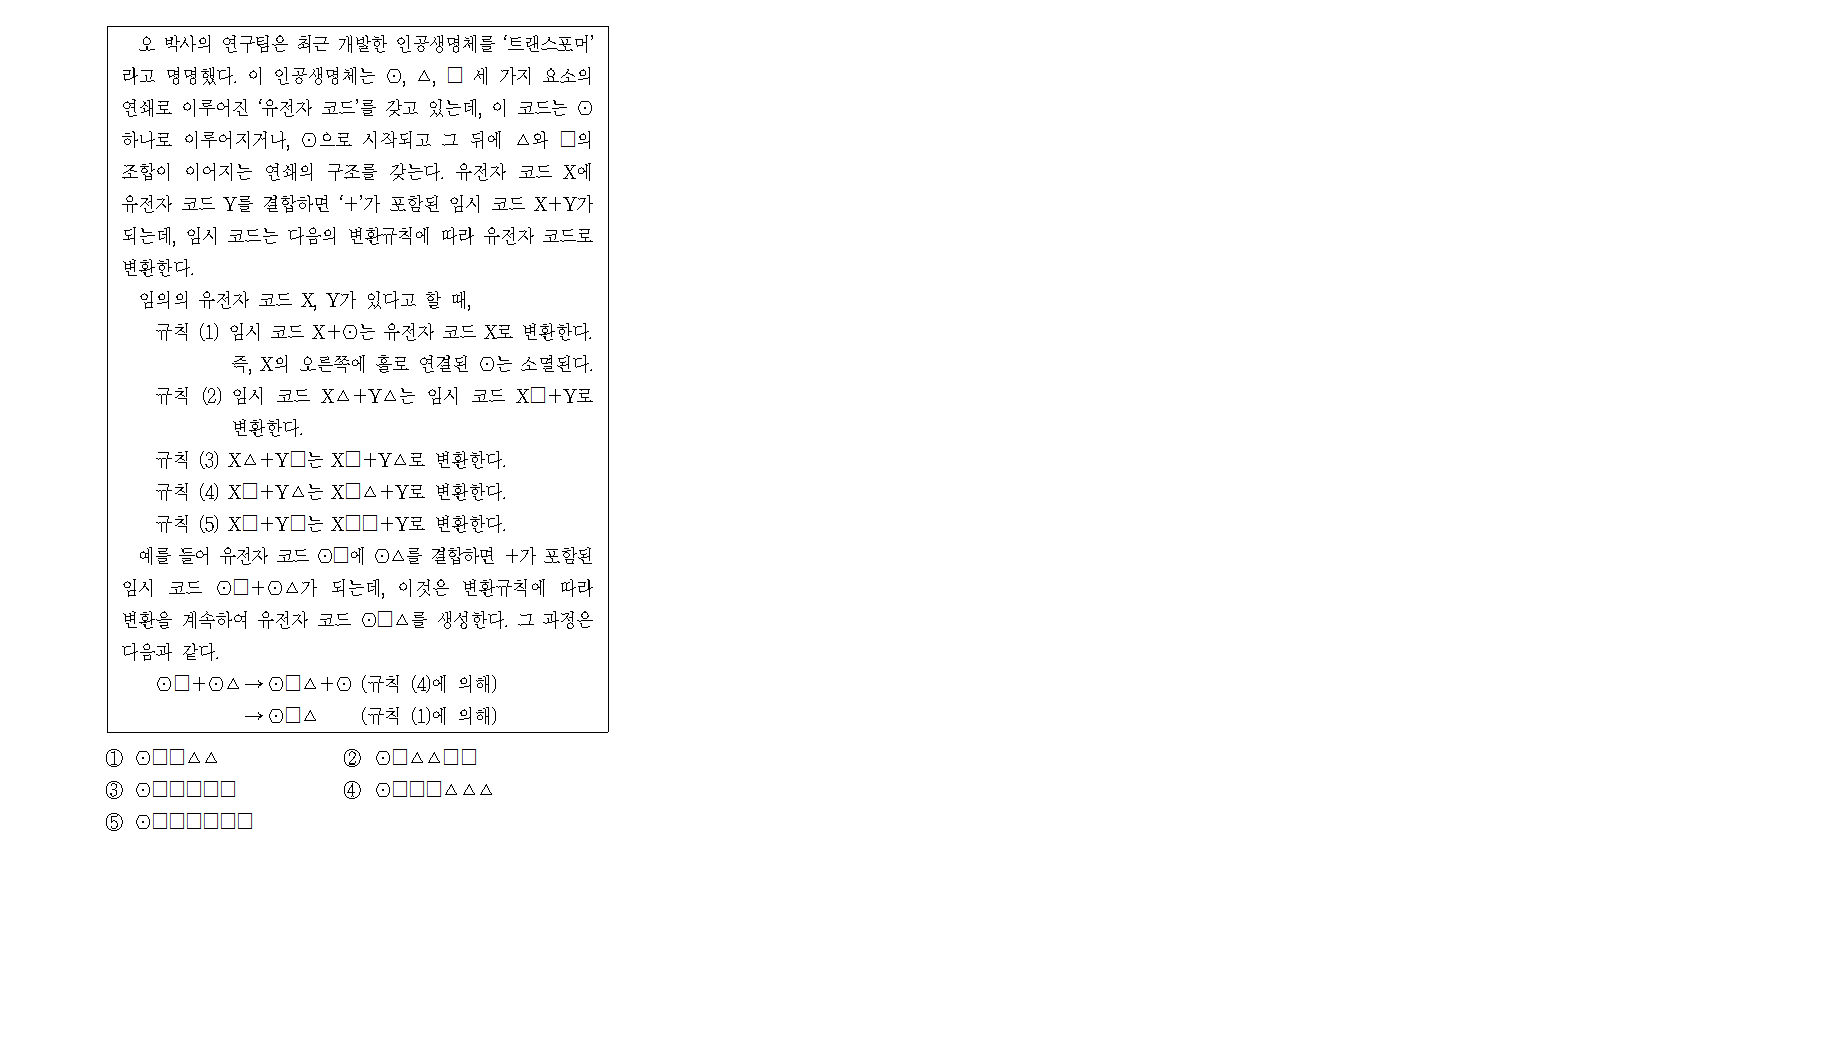 오 박사의 연구팀은 최근 개발한 인공생명체를 ‘트랜스포머’
라고 명명했다. 이 인공생명체는 ⊙, △, □ 세 가지 요소의
연쇄로 이루어진 ‘유전자 코드’를 갖고 있는데, 이 코드는 ⊙
하나로 이루어지거나, ⊙으로 시작되고 그 뒤에 △와 □의
조합이 이어지는 연쇄의 구조를 갖는다. 유전자 코드 X에
유전자 코드 Y를 결합하면 ‘+’가 포함된 임시 코드 X+Y가
되는데, 임시 코드는 다음의 변환규칙에 따라 유전자 코드로
변환한다.
임의의 유전자 코드 X, Y가 있다고 할 때,
규칙 (1) 임시 코드 X+⊙는 유전자 코드 X로 변환한다.
즉, X의 오른쪽에 홀로 연결된 ⊙는 소멸된다.
규칙 (2) 임시 코드 X△+Y△는 임시 코드 X□+Y로
변환한다.
규칙 (3) X△+Y□는 X□+Y△로 변환한다.
규칙 (4) X□+Y△는 X□△+Y로 변환한다.
규칙 (5) X□+Y□는 X□□+Y로 변환한다.
예를 들어 유전자 코드 ⊙□에 ⊙△를 결합하면 +가 포함된
임시 코드 ⊙□+⊙△가 되는데, 이것은 변환규칙에 따라
변환을 계속하여 유전자 코드 ⊙□△를 생성한다. 그 과정은
다음과 같다.
⊙□+⊙△→⊙□△+⊙ (규칙 (4)에 의해)
→⊙□△ (규칙 (1)에 의해)
① ⊙□□△△ ② ⊙□△△□□
③ ⊙□□□□□ ④ ⊙□□□△△△
⑤ ⊙□□□□□□